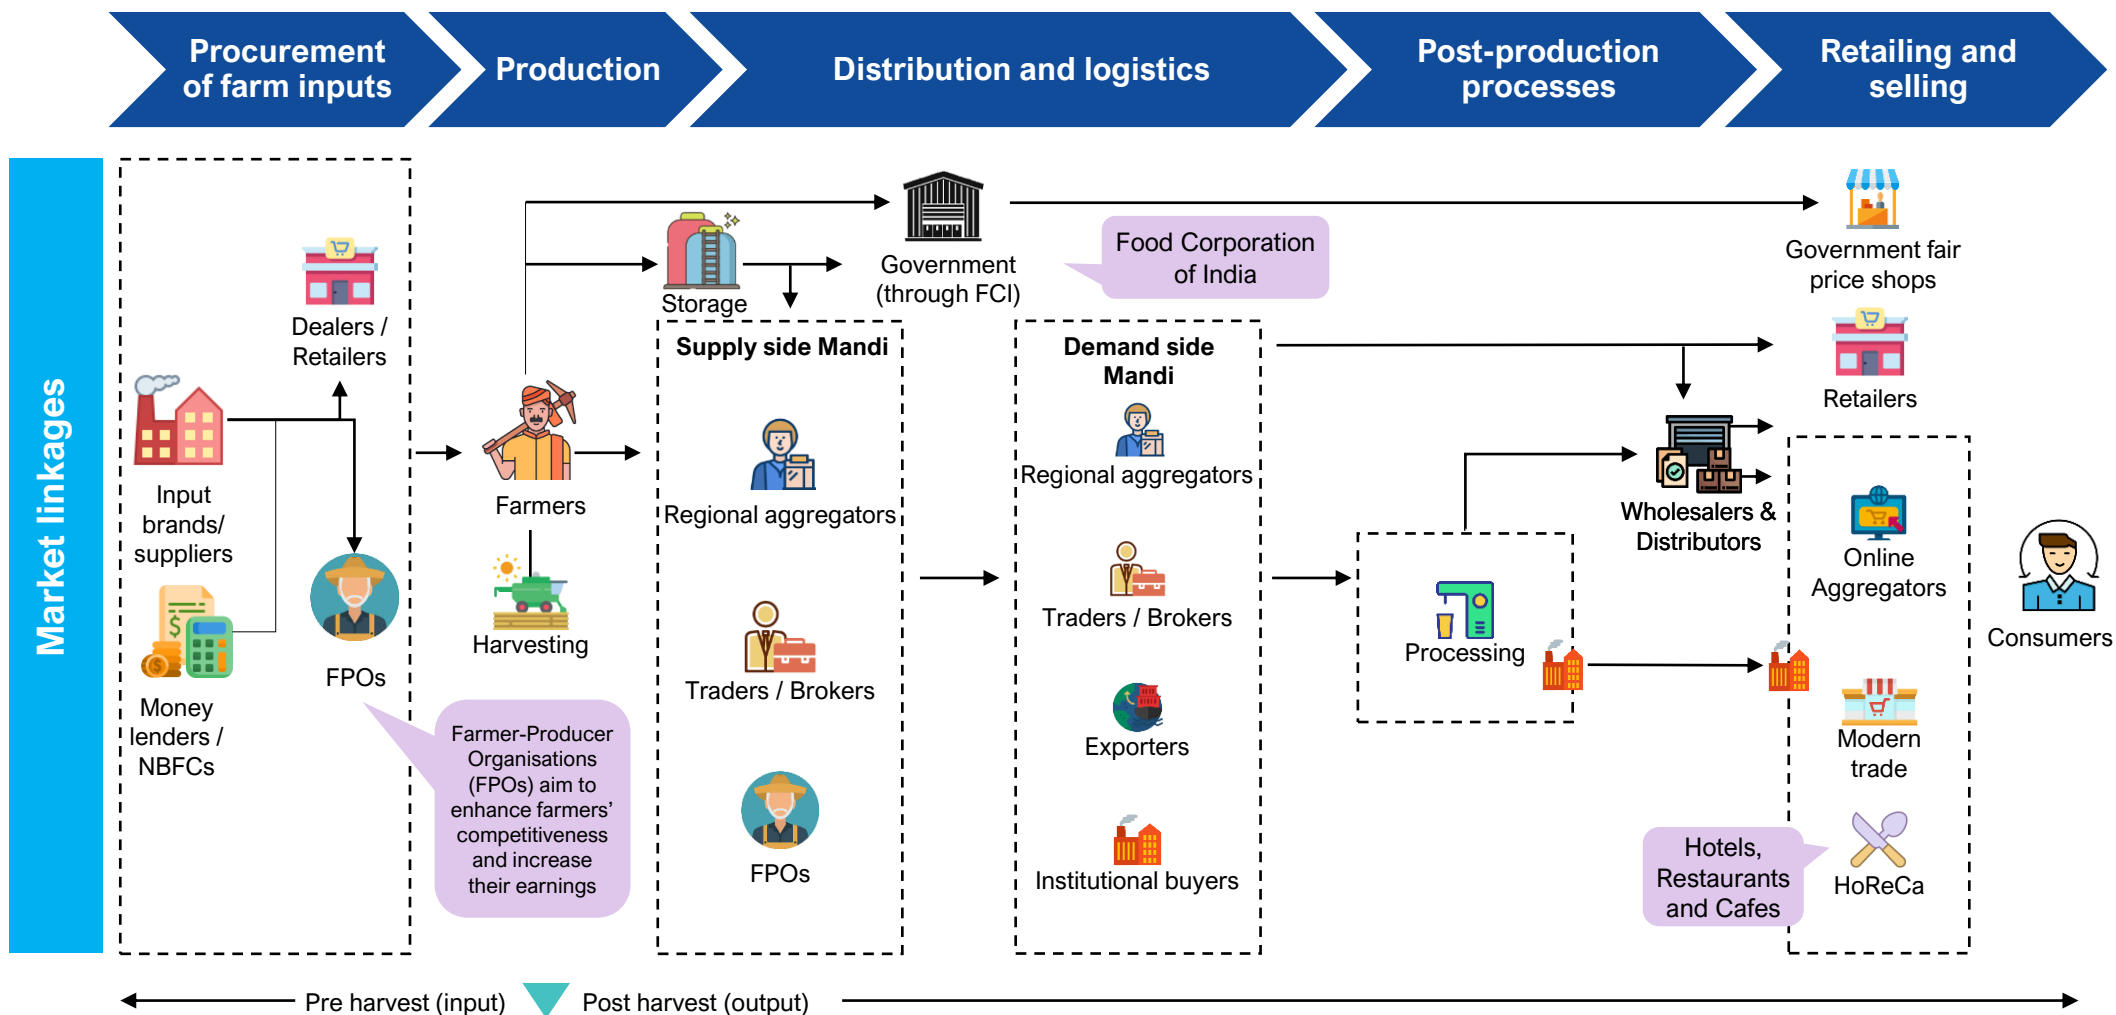 Procurement
of farm inputs
Production
Distribution and logistics
Post-production
processes
Retailing and
selling
Market linkages
Dealers /
Retailers
Input
brands/
suppliers
Money
lenders /
NBFCs
FPOs
Farmer-Producer
Organisations
(FPOs) aim to
enhance farmers'
competitiveness
and increase
their earnings
Farmers
Harvesting
Storage
Government
(through FCI)
Food Corporation
of India
Supply side Mandi
Regional aggregators
Traders / Brokers
FPOs
Demand side
Mandi
Regional aggregators
Traders / Brokers
Exporters
Institutional buyers
Processing
Wholesalers &
Distributors
Government fair
price shops
Retailers
Online
Aggregators
Modern
trade
HoReCa
Hotels,
Restaurants
and Cafes
Consumers
Pre harvest (input)
Post harvest (output)